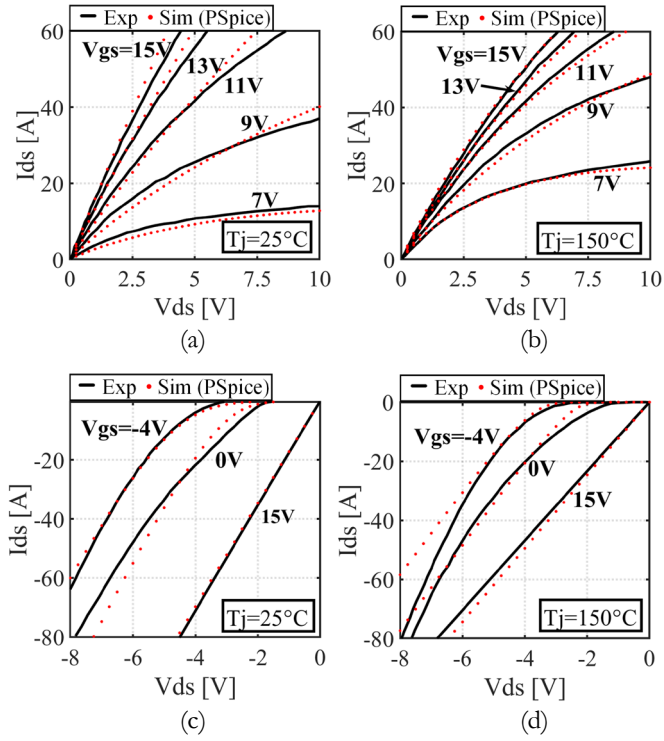 Exp Sim (PSpice)
60
40
20
0
Ids [A]
Vgs=15V
13V
11V
9V
7V
Tj=25°C
0 2.5 5 7.5 10
Vds [V]
(a)
Exp Sim (PSpice)
60
40
20
0
Ids [A]
Vgs=15V
13V
11V
9V
7V
Tj=150°C
0 2.5 5 7.5 10
Vds [V]
(b)
Exp Sim (PSpice)
-20
-40
-60
-80
Ids [A]
Vgs=-4V
0V
15V
Tj=25°C
-8 -6 -4 -2 0
Vds [V]
(c)
Exp Sim (PSpice)
0
-20
-40
-60
-80
Ids [A]
Vgs=-4V
0V
15V
Tj=150°C
-8 -6 -4 -2 0
Vds [V]
(d)